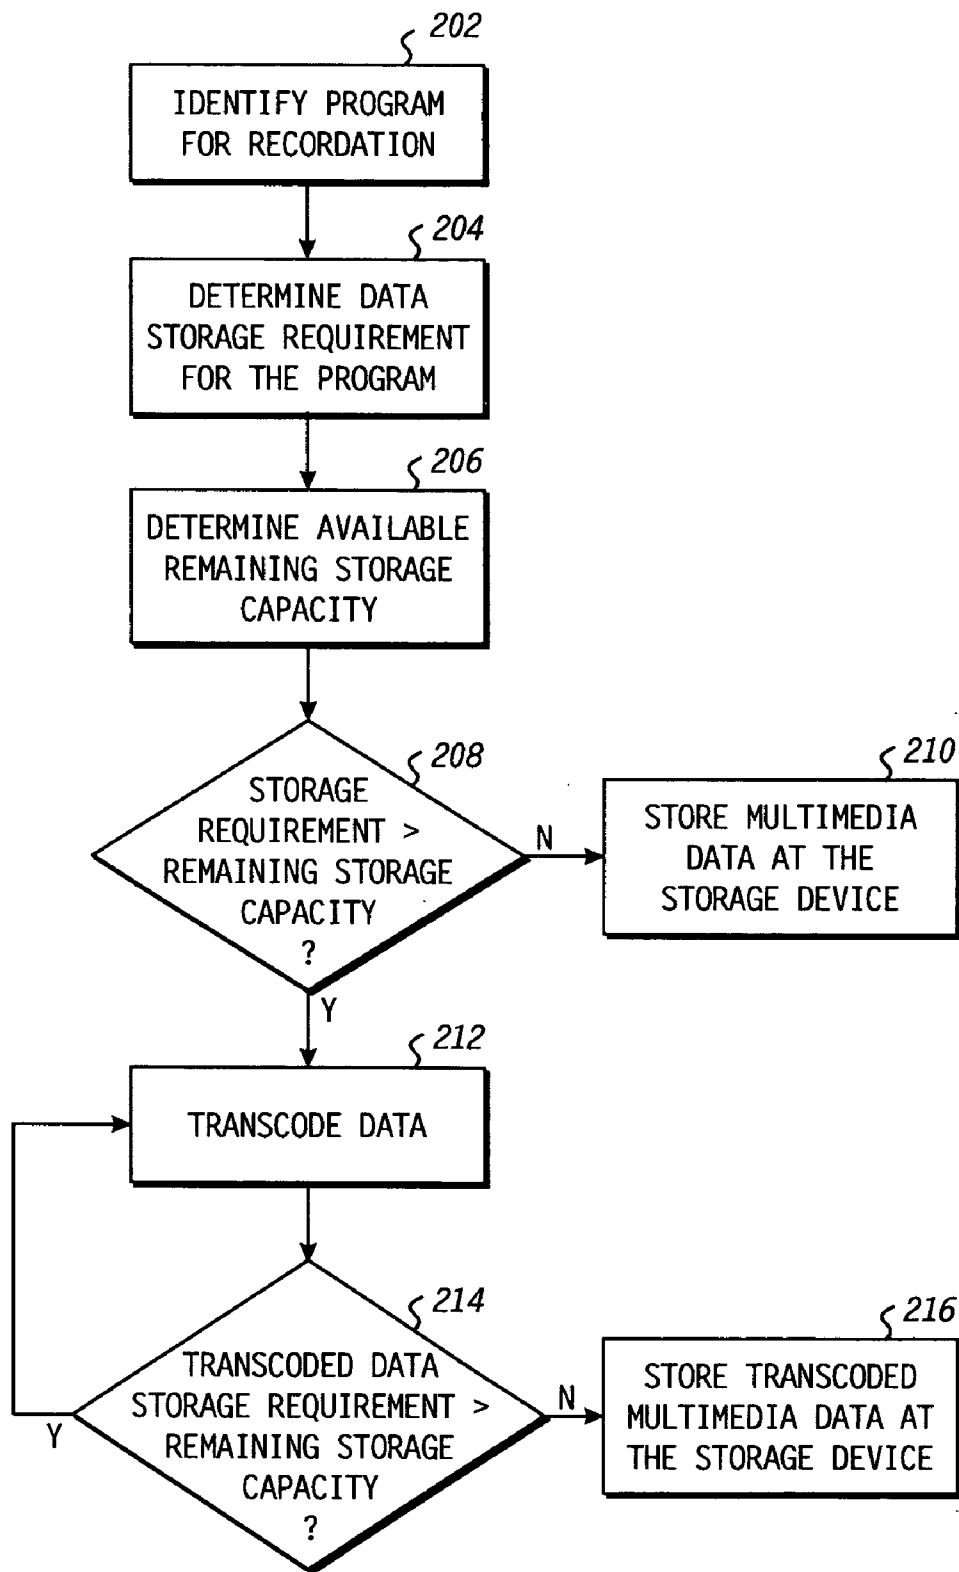 202
IDENTIFY PROGRAM
FOR RECORDATION
204
DETERMINE DATA
STORAGE REQUIREMENT
FOR THE PROGRAM
206
DETERMINE AVAILABLE
REMAINING STORAGE
CAPACITY
208
STORAGE
REQUIREMENT >
REMAINING STORAGE
CAPACITY
?
N
Y
210
STORE MULTIMEDIA
DATA AT THE
STORAGE DEVICE
212
TRANSCODE DATA
214
TRANSCODED DATA
STORAGE REQUIREMENT >
REMAINING STORAGE
CAPACITY
?
Y
N
216
STORE TRANSCODED
MULTIMEDIA DATA AT
THE STORAGE DEVICE